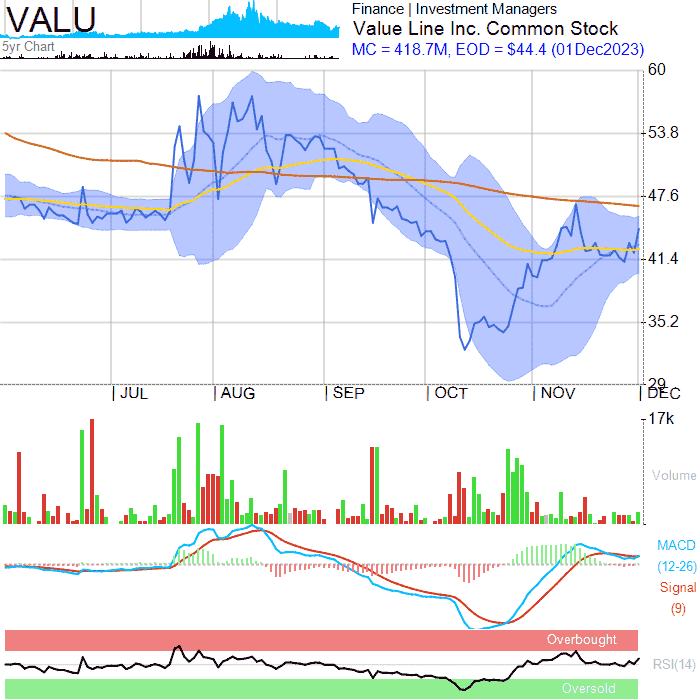 VALU
5yr Chart
Finance | Investment Managers
Value Line Inc. Common Stock
MC = 418.7M, EOD = $44.4 (01Dec2023)
60
53.8
47.6
41.4
35.2
29
JUL AUG SEP OCT NOV DEC
17k
Volume
MACD
(12-26)
Signal
(9)
Overbought
RSI(14)
Oversold